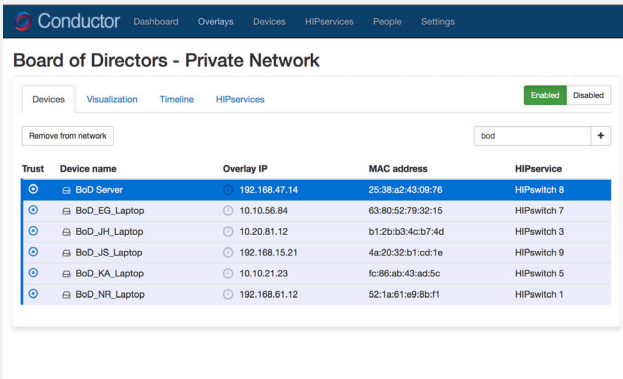 Conductor Dashboard Overlays Devices HIPservices People Settings
Board of Directors - Private Network
Devices Visualization Timeline HIPservices Enabled Disabled
Remove from network bod +
Trust Device name Overlay IP MAC address HIPservice
BoD Server 192.168.47.14 25:38:a2:43:09:76 HIPswitch 8
BoD_EG_Laptop 10.10.56.84 63:80:52:79:32:15 HIPswitch 7
BoD_JH_Laptop 10.20.81.12 b1:2b:b3:4c:b7:4d HIPswitch 3
BoD_JS_Laptop 192.168.15.21 4a:20:32:b1:cd:1e HIPswitch 9
BoD_KA_Laptop 10.10.21.23 fc:86:ab:43:ad:5c HIPswitch 5
BoD_NR_Laptop 192.168.61.12 52:1a:61:e9:8b:f1 HIPswitch 1